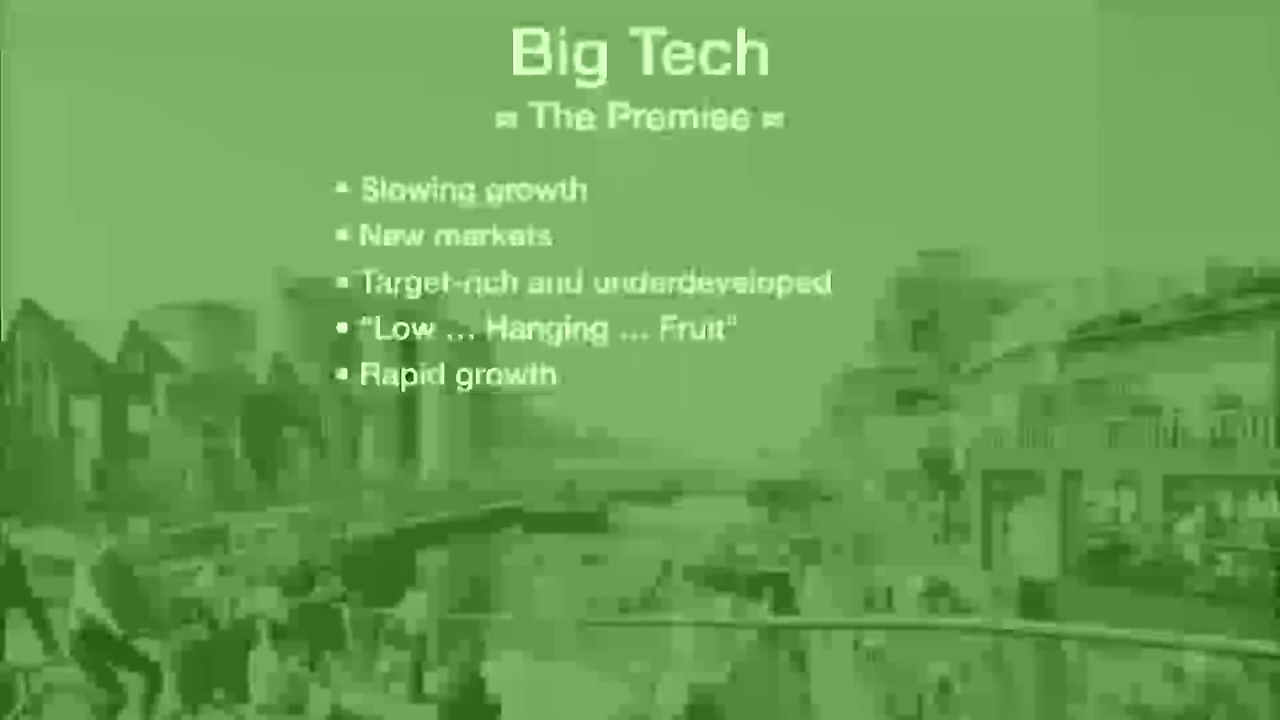 Big Tech
≈ The Premise ≈
• Slowing growth
• New markets
• Target-rich and underdeveloped
• “Low ... Hanging ... Fruit”
• Rapid growth